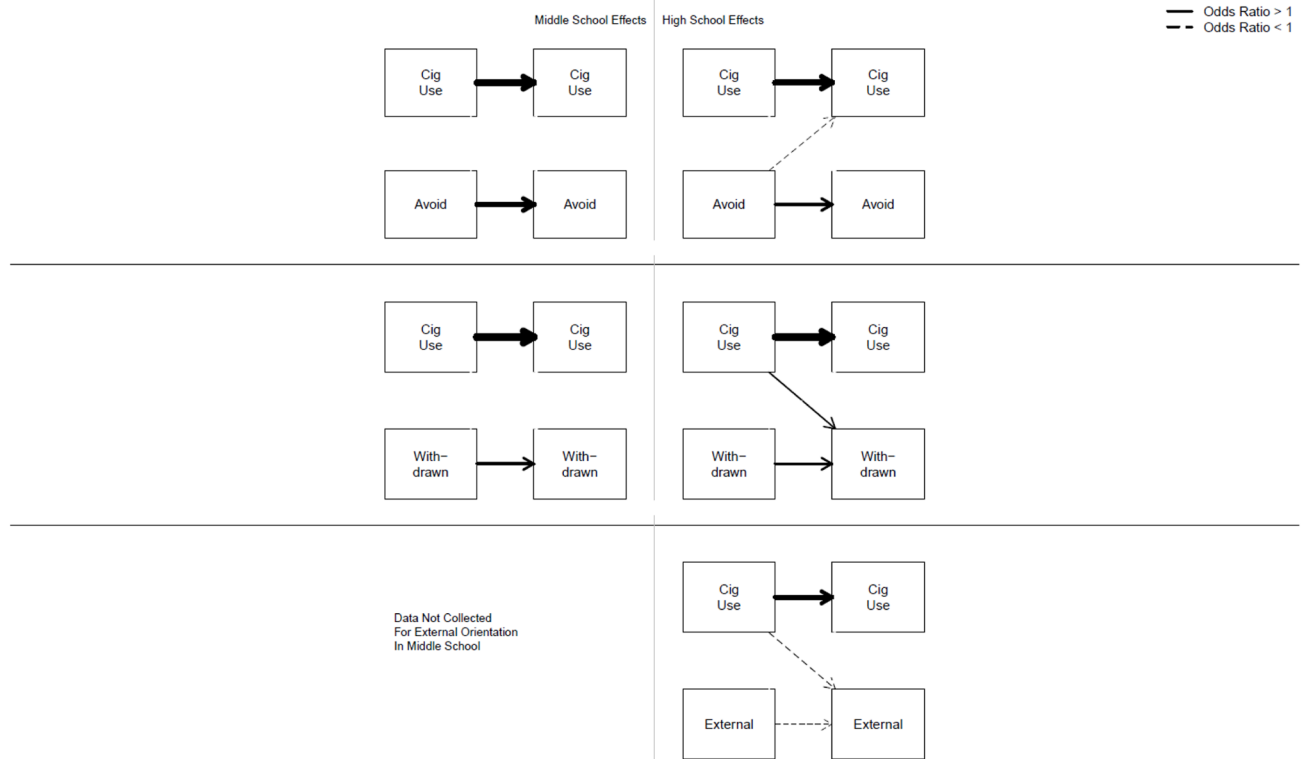 Middle School Effects
High School Effects
Odds Ratio > 1
Odds Ratio < 1
Cig
Use
Cig
Use
Cig
Use
Cig
Use
Avoid
Avoid
Avoid
Avoid
Cig
Use
Cig
Use
Cig
Use
Cig
Use
With−
drawn
With−
drawn
With−
drawn
With−
drawn
Data Not Collected
For External Orientation
In Middle School
Cig
Use
Cig
Use
External
External